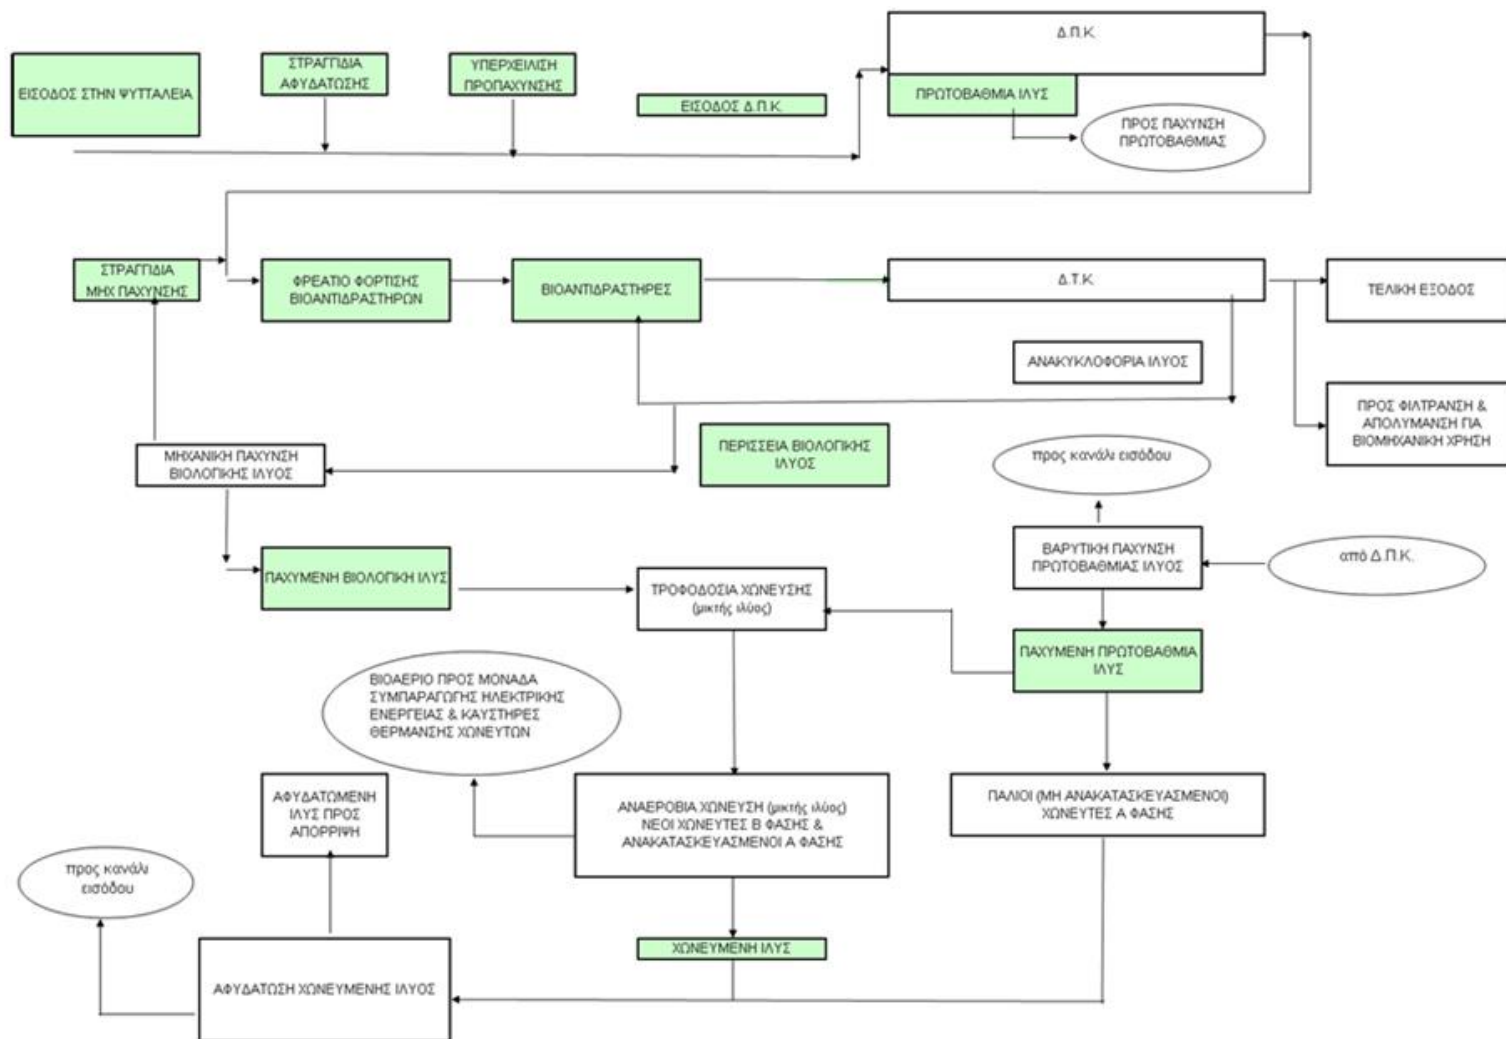 ΕΙΣΟΔΟΣ ΣΤΗΝ ΨΥΤΤΑΛΕΙΑ
ΣΤΡΑΓΓΙΔΙΑ
ΑΦΥΔΑΤΩΣΗΣ
ΥΠΕΡΧΕΙΛΙΣΗ
ΠΡΟΠΑΧΥΝΣΗΣ
ΕΙΣΟΔΟΣ Δ.Π.Κ.
Δ.Π.Κ.
ΠΡΩΤΟΒΑΘΜΙΑ ΙΛΥΣ
ΠΡΟΣ ΠΑΧΥΝΣΗ
ΠΡΩΤΟΒΑΘΜΙΑΣ
ΣΤΡΑΓΓΙΔΙΑ
ΜΗΧ ΠΑΧΥΝΣΗΣ
ΦΡΕΑΤΙΟ ΦΟΡΤΙΣΗΣ
ΒΙΟΑΝΤΙΔΡΑΣΤΗΡΩΝ
ΒΙΟΑΝΤΙΔΡΑΣΤΗΡΕΣ
Δ.Τ.Κ.
ΤΕΛΙΚΗ ΕΞΟΔΟΣ
ΑΝΑΚΥΚΛΟΦΟΡΙΑ ΙΛΥΟΣ
ΠΡΟΣ ΦΙΛΤΡΑΝΣΗ &
ΑΠΟΛΥΜΑΝΣΗ ΓΙΑ
ΒΙΟΜΗΧΑΝΙΚΗ ΧΡΗΣΗ
ΜΗΧΑΝΙΚΗ ΠΑΧΥΝΣΗ
ΒΙΟΛΟΓΙΚΗΣ ΙΛΥΟΣ
ΠΕΡΙΣΣΕΙΑ ΒΙΟΛΟΓΙΚΗΣ
ΙΛΥΟΣ
προς κανάλι εισόδου
ΒΑΡΥΤΙΚΗ ΠΑΧΥΝΣΗ
ΠΡΩΤΟΒΑΘΜΙΑΣ ΙΛΥΟΣ
από Δ.Π.Κ.
ΠΑΧΥΜΕΝΗ ΒΙΟΛΟΓΙΚΗ ΙΛΥΣ
ΤΡΟΦΟΔΟΣΙΑ ΧΩΝΕΥΣΗΣ
(μικτής ιλύος)
ΠΑΧΥΜΕΝΗ ΠΡΩΤΟΒΑΘΜΙΑ
ΙΛΥΣ
ΒΙΟΑΕΡΙΟ ΠΡΟΣ ΜΟΝΑΔΑ
ΣΥΜΠΑΡΑΓΩΓΗΣ ΗΛΕΚΤΡΙΚΗΣ
ΕΝΕΡΓΕΙΑΣ & ΚΑΥΣΤΗΡΕΣ
ΘΕΡΜΑΝΣΗΣ ΧΩΝΕΥΤΩΝ
ΑΦΥΔΑΤΩΜΕΝΗ
ΙΛΥΣ ΠΡΟΣ
ΑΠΟΡΡΙΨΗ
ΑΝΑΕΡΟΒΙΑ ΧΩΝΕΥΣΗ (μικτής ιλύος)
ΝΕΟΙ ΧΩΝΕΥΤΕΣ Β ΦΑΣΗΣ &
ΑΝΑΚΑΤΑΣΚΕΥΑΣΜΕΝΟΙ Α ΦΑΣΗΣ
ΠΑΛΙΟΙ (ΜΗ ΑΝΑΚΑΤΑΣΚΕΥΑΣΜΕΝΟΙ)
ΧΩΝΕΥΤΕΣ Α ΦΑΣΗΣ
προς κανάλι
εισόδου
ΧΩΝΕΥΜΕΝΗ ΙΛΥΣ
ΑΦΥΔΑΤΩΣΗ ΧΩΝΕΥΜΕΝΗΣ ΙΛΥΟΣ